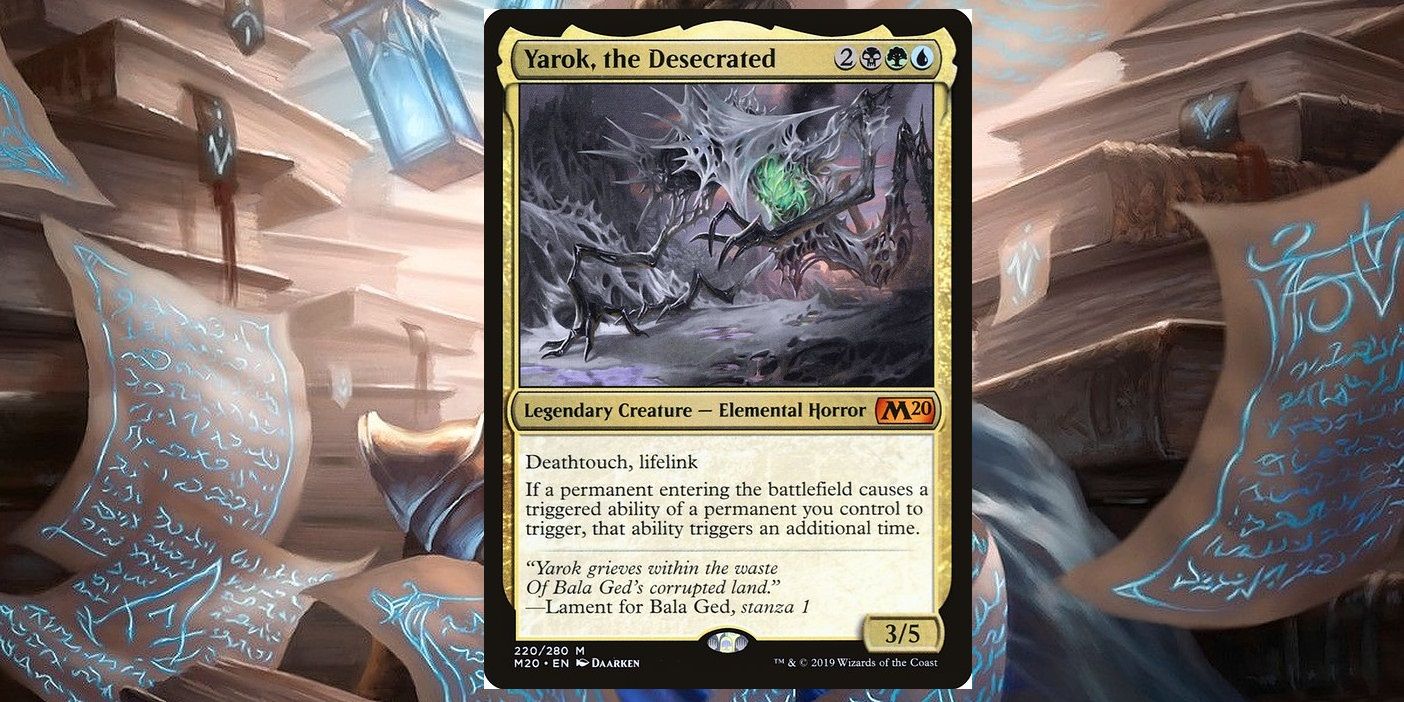 Yarok, the Desecrated 2
Legendary Creature — Elemental Horror M20
Deathtouch, lifelink
If a permanent entering the battlefield causes a
triggered ability of a permanent you control to
trigger, that ability triggers an additional time.
“Yarok grieves within the waste
Of Bala Ged’s corrupted land.”
—Lament for Bala Ged, stanza 1
3/5
220/280 M
M20 • EN DAARKEN
™ & © 2019 Wizards of the Coast